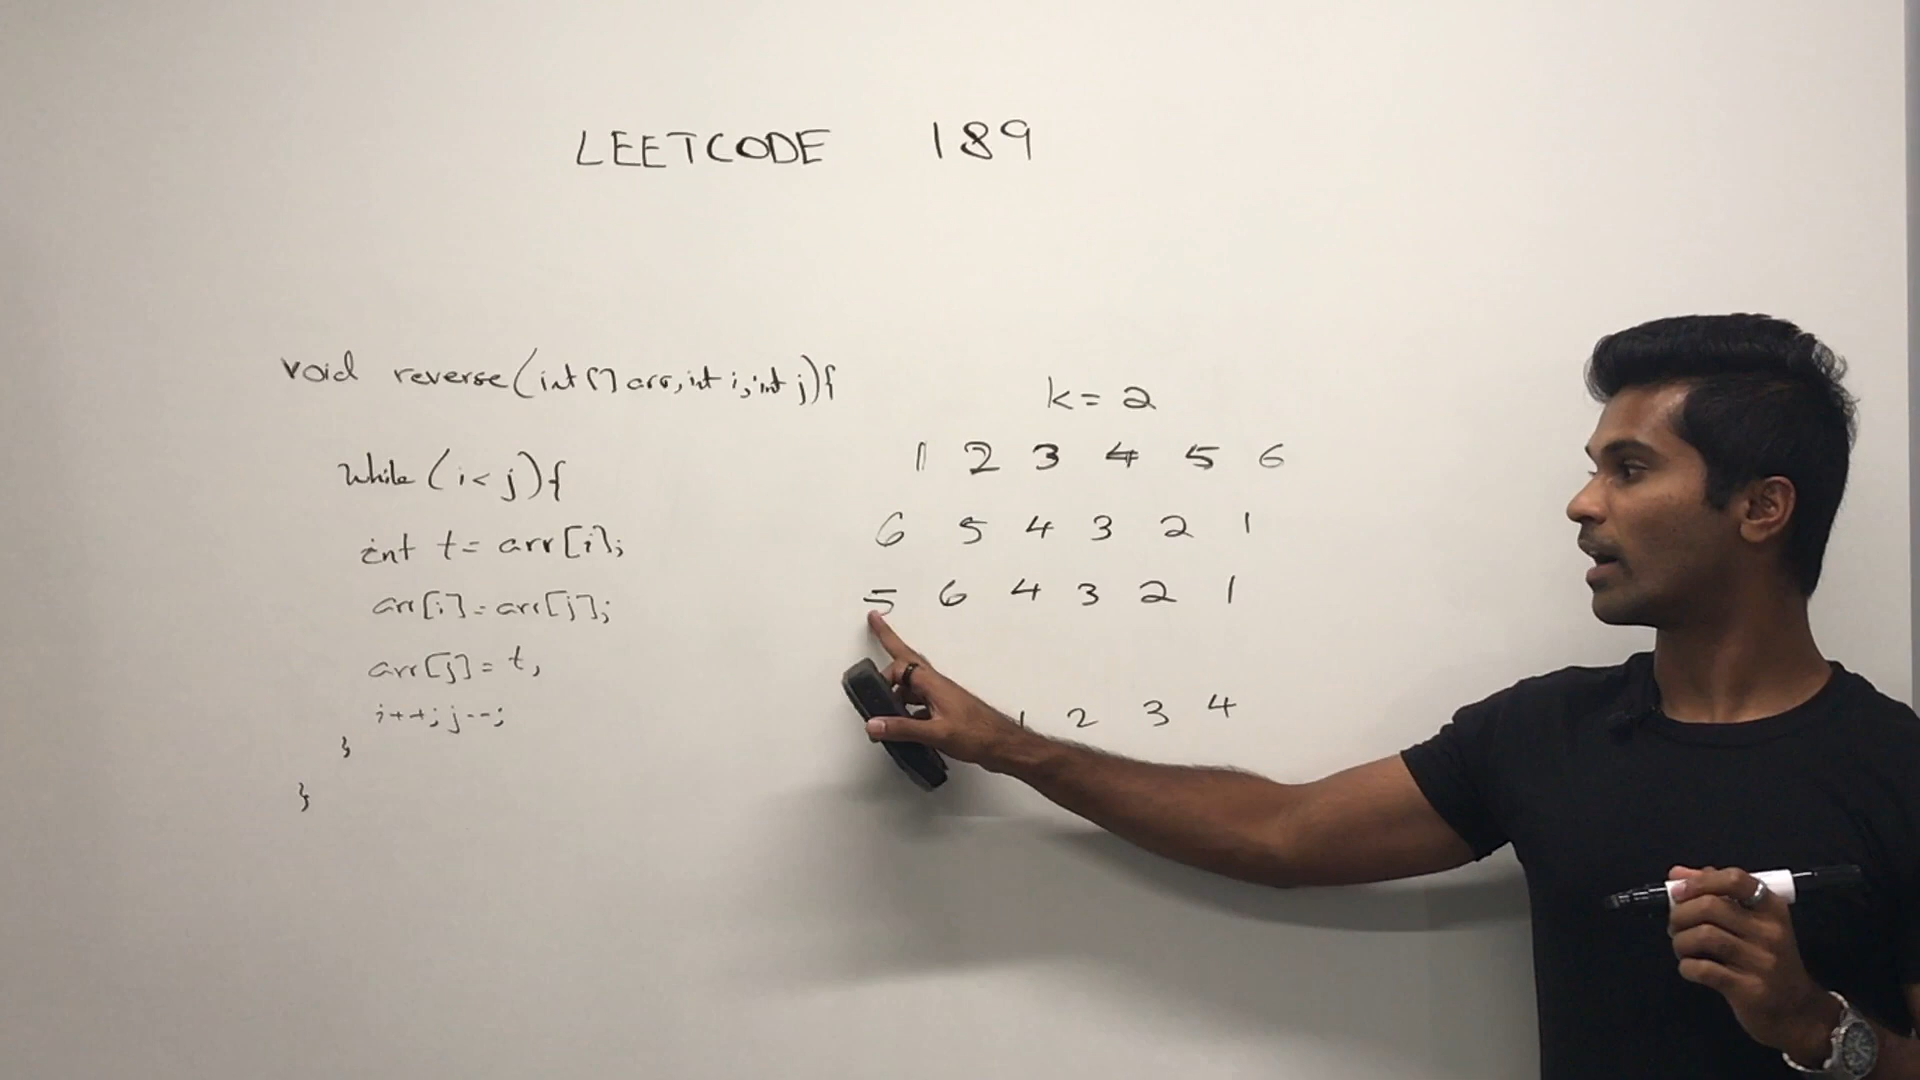 LEETCODE 189
void reverse(int[] arr, int i, int j){
while (i < j){
int t = arr[i];
arr[i] = arr[j];
arr[j] = t;
i++; j--;
}
}
k = 2
1 2 3 4 5 6
6 5 4 3 2 1
5 6 4 3 2 1
1 2 3 4